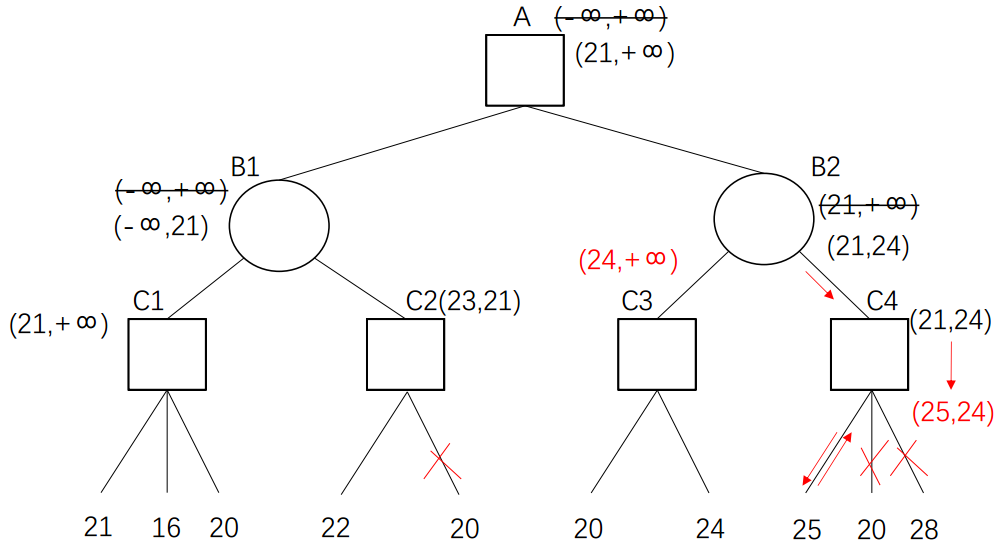 A (-∞,+∞)
(21,+∞)
B1
(-∞,+∞)
(-∞,21)
B2
(21,+∞)
(21,24)
(24,+∞)
C1
(21,+∞)
C2(23,21)
C3
C4
(21,24)
(25,24)
21 16 20 22 20 20 24 25 20 28